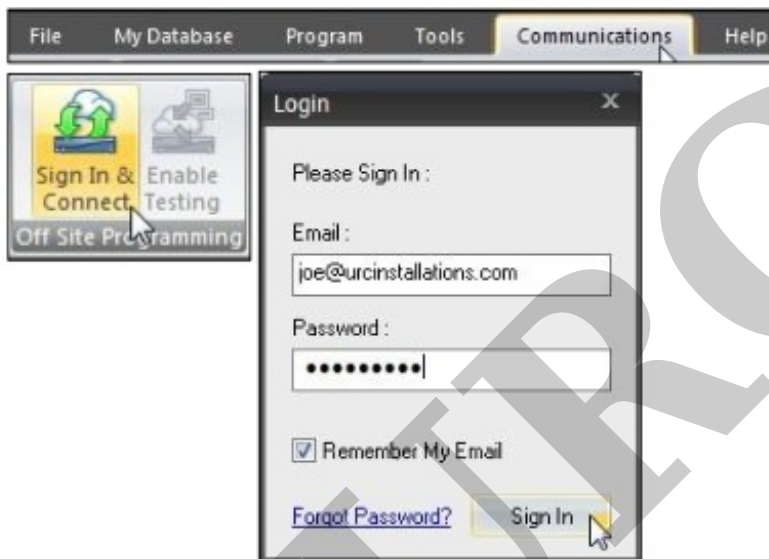 File My Database Program Tools Communications Help
Sign In & Enable
Connect Testing
Off Site Programming
Login x
Please Sign In :
Email :
joe@urcinstallations.com
Password :
•••••••••
Remember My Email
Forgot Password? Sign In
URC